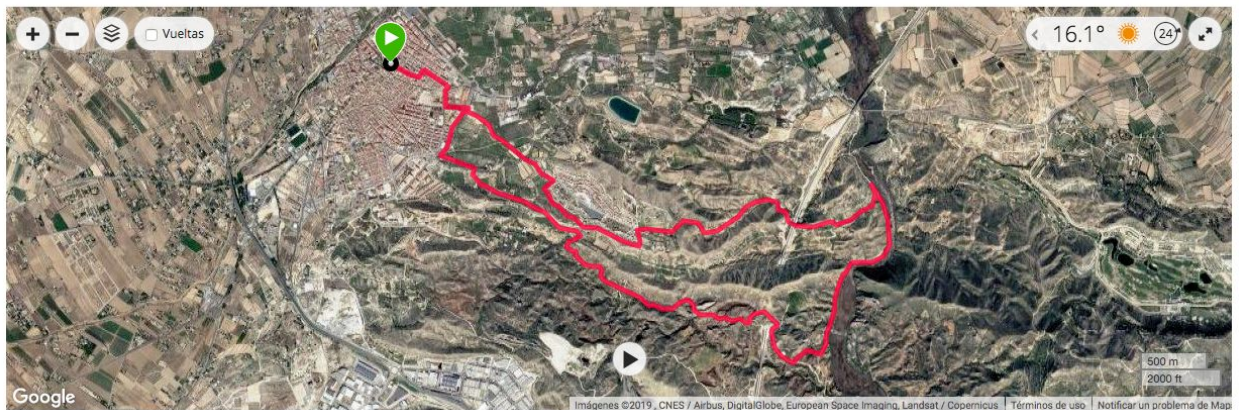 Vueltas
16.1°
24
500 m
2000 ft
Google
Imágenes ©2019 , CNES / Airbus, DigitalGlobe, European Space Imaging, Landsat / Copernicus
Términos de uso
Notificar un problema de Maps